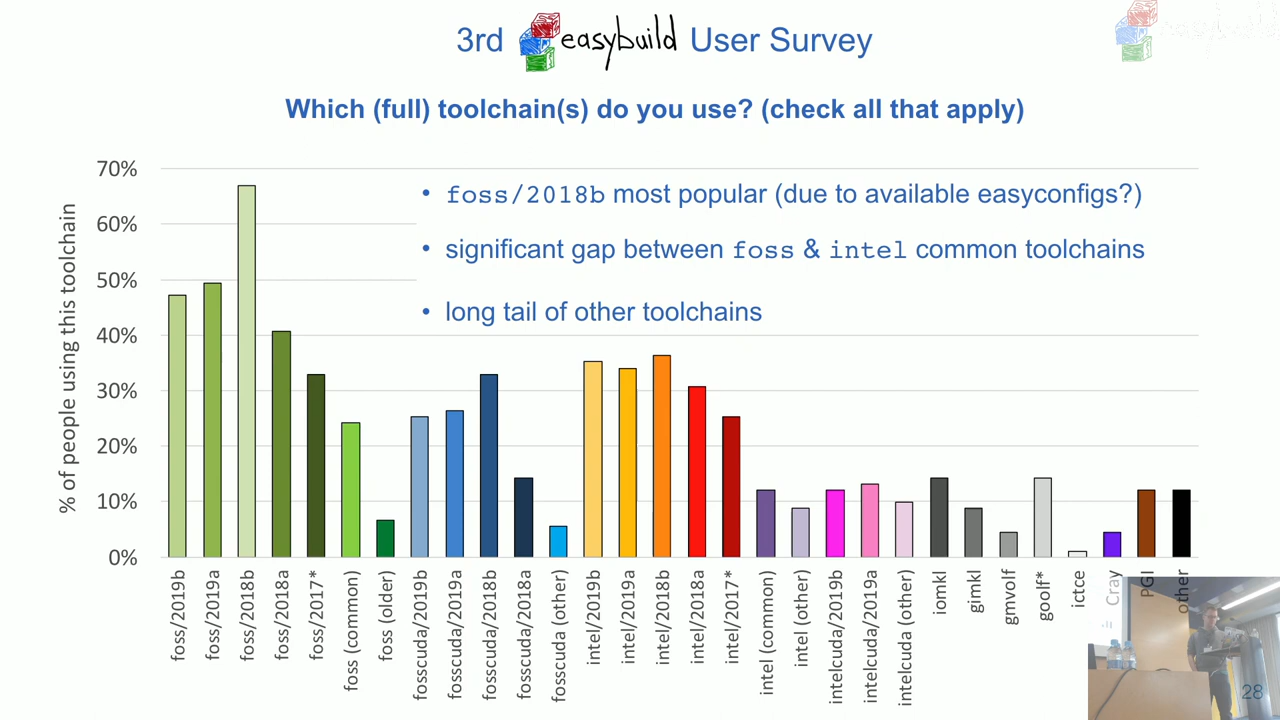 3rd easybuild User Survey
easybuild
Which (full) toolchain(s) do you use? (check all that apply)
• foss/2018b most popular (due to available easyconfigs?)
• significant gap between foss & intel common toolchains
• long tail of other toolchains
% of people using this toolchain
70%
60%
50%
40%
30%
20%
10%
0%
foss/2019b
foss/2019a
foss/2018b
foss/2018a
foss/2017*
foss (common)
foss (older)
fosscuda/2019b
fosscuda/2019a
fosscuda/2018b
fosscuda/2018a
fosscuda (other)
intel/2019b
intel/2019a
intel/2018b
intel/2018a
intel/2017*
intel (common)
intel (other)
intelcuda/2019b
intelcuda/2019a
intelcuda (other)
iomkl
gimkl
gmvolf
goolf*
ictce
Cray
PGI
other
28